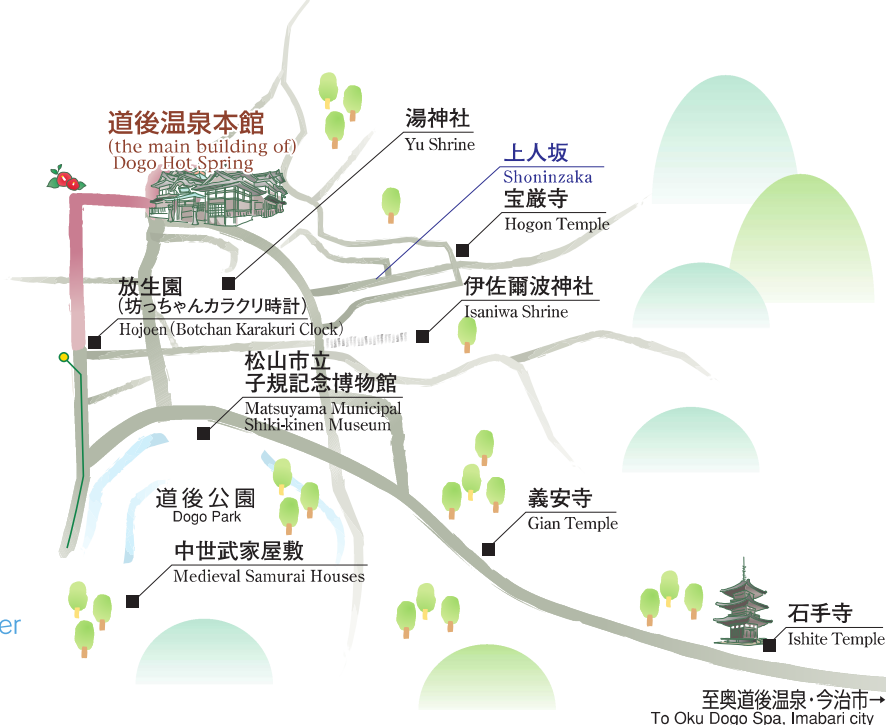 道後温泉本館
(the main building of)
Dogo Hot Spring
湯神社
Yu Shrine
上人坂
Shoninzaka
宝厳寺
Hogon Temple
放生園
(坊っちゃんカラクリ時計)
Hojoen (Botchan Karakuri Clock)
伊佐爾波神社
Isaniwa Shrine
松山市立
子規記念博物館
Matsuyama Municipal
Shiki-kinen Museum
道後公園
Dogo Park
義安寺
Gian Temple
中世武家屋敷
Medieval Samurai Houses
er
石手寺
Ishite Temple
至奥道後温泉・今治市→
To Oku Dogo Spa, Imabari city